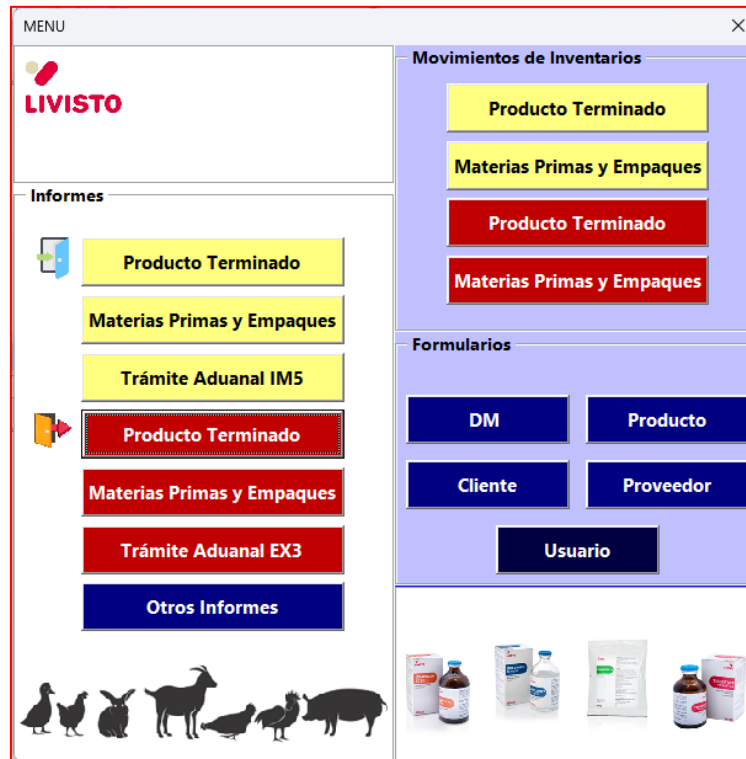 MENU
LIVISTO
Informes
Producto Terminado
Materias Primas y Empaques
Trámite Aduanal IM5
Producto Terminado
Materias Primas y Empaques
Trámite Aduanal EX3
Otros Informes
Movimientos de Inventarios
Producto Terminado
Materias Primas y Empaques
Producto Terminado
Materias Primas y Empaques
Formularios
DM
Producto
Cliente
Proveedor
Usuario